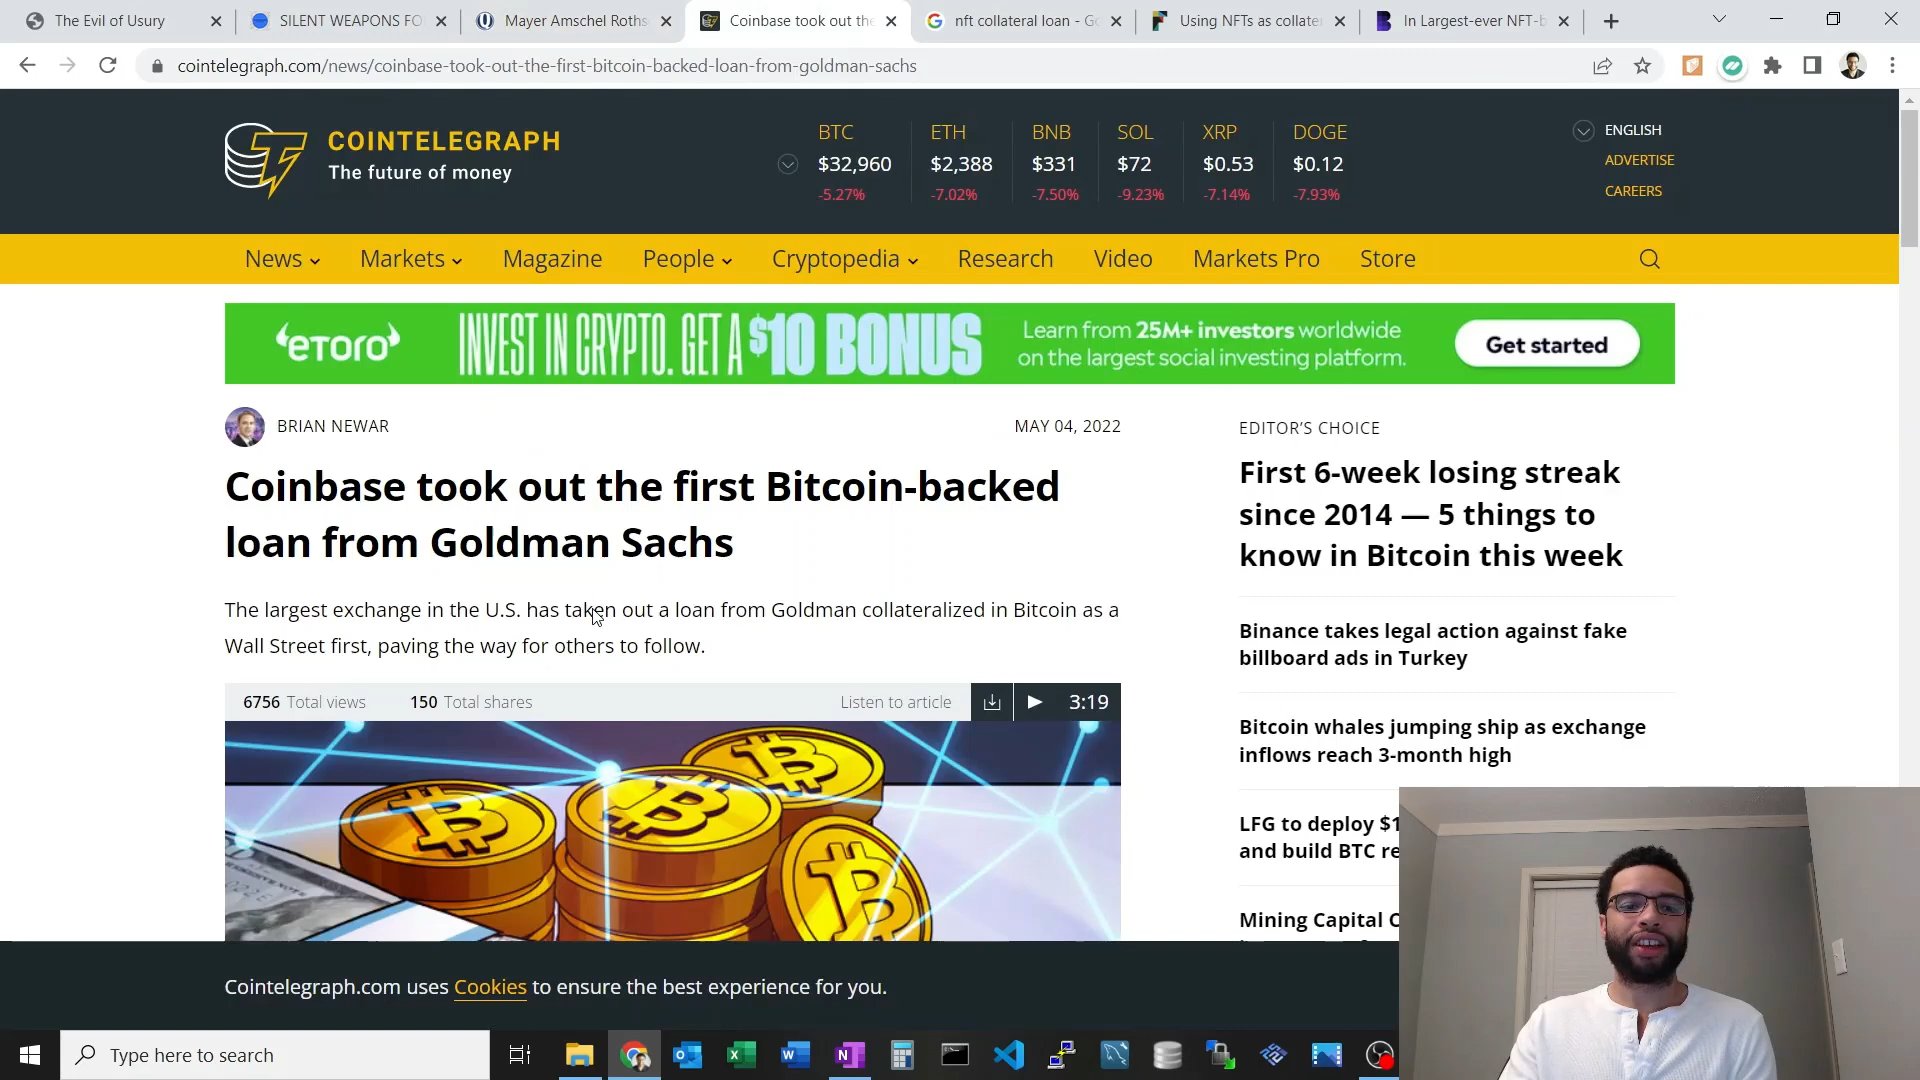 The Evil of Usury
SILENT WEAPONS FO
Mayer Amschel Roths
Coinbase took out the
nft collateral loan - Go
Using NFTs as collate
In Largest-ever NFT-b
cointelegraph.com/news/coinbase-took-out-the-first-bitcoin-backed-loan-from-goldman-sachs
COINTELEGRAPH
The future of money
BTC ETH BNB SOL XRP DOGE
$32,960 $2,388 $331 $72 $0.53 $0.12
-5.27% -7.02% -7.50% -9.23% -7.14% -7.93%
ENGLISH
ADVERTISE
CAREERS
News Markets Magazine People Cryptopedia Research Video Markets Pro Store
eToro
INVEST IN CRYPTO. GET A $10 BONUS
Learn from 25M+ investors worldwide
on the largest social investing platform.
Get started
BRIAN NEWAR
MAY 04, 2022
Coinbase took out the first Bitcoin-backed
loan from Goldman Sachs
The largest exchange in the U.S. has taken out a loan from Goldman collateralized in Bitcoin as a
Wall Street first, paving the way for others to follow.
6756 Total views 150 Total shares
Listen to article 3:19
EDITOR'S CHOICE
First 6-week losing streak
since 2014 — 5 things to
know in Bitcoin this week
Binance takes legal action against fake
billboard ads in Turkey
Bitcoin whales jumping ship as exchange
inflows reach 3-month high
LFG to deploy $1
and build BTC re
Mining Capital C
Cointelegraph.com uses Cookies to ensure the best experience for you.
Type here to search